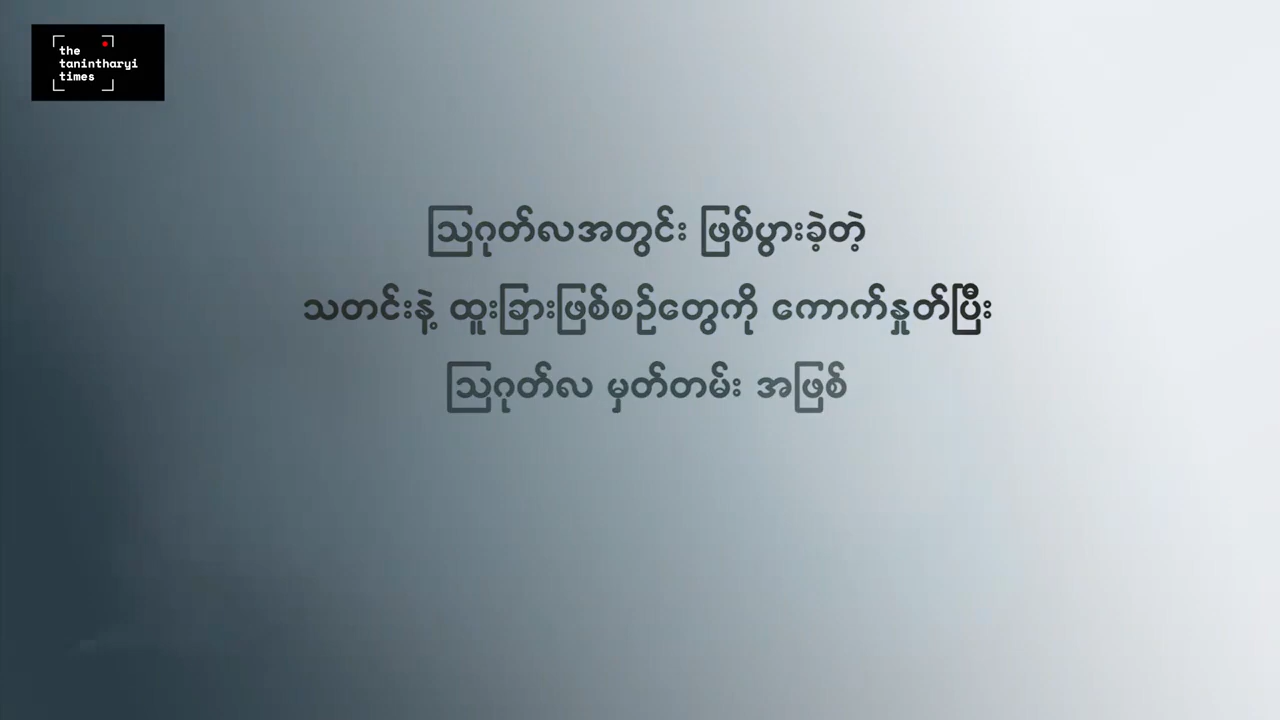 the
tanintharyi
times
ဩဂုတ်လအတွင်း ဖြစ်ပွားခဲ့တဲ့
သတင်းနဲ့ ထူးခြားဖြစ်စဉ်တွေကို ကောက်နှုတ်ပြီး
ဩဂုတ်လ မှတ်တမ်း အဖြစ်